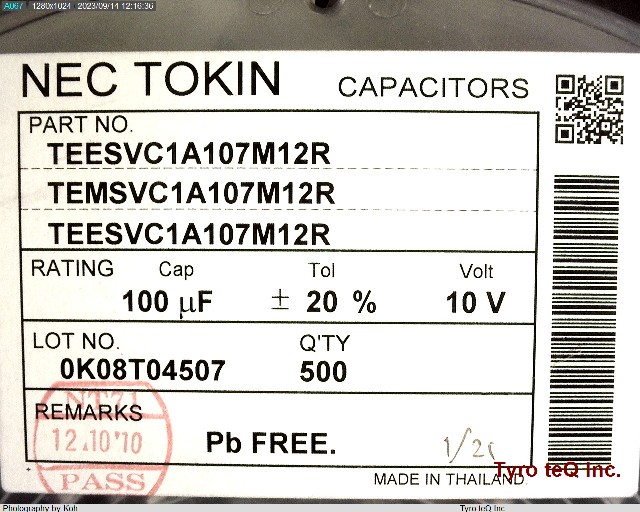 A067 1280x1024 2023/09/14 12:16:36
NEC TOKIN CAPACITORS
PART NO.
TEESVC1A107M12R
TEMSVC1A107M12R
TEESVC1A107M12R
RATING Cap Tol Volt
100 µF ± 20 % 10 V
LOT NO. Q'TY
0K08T04507 500
REMARKS
12.10'10
PASS
Pb FREE.
MADE IN THAILAND
Tyro teQ Inc.
Photography by Koh Tyro teQ Inc.